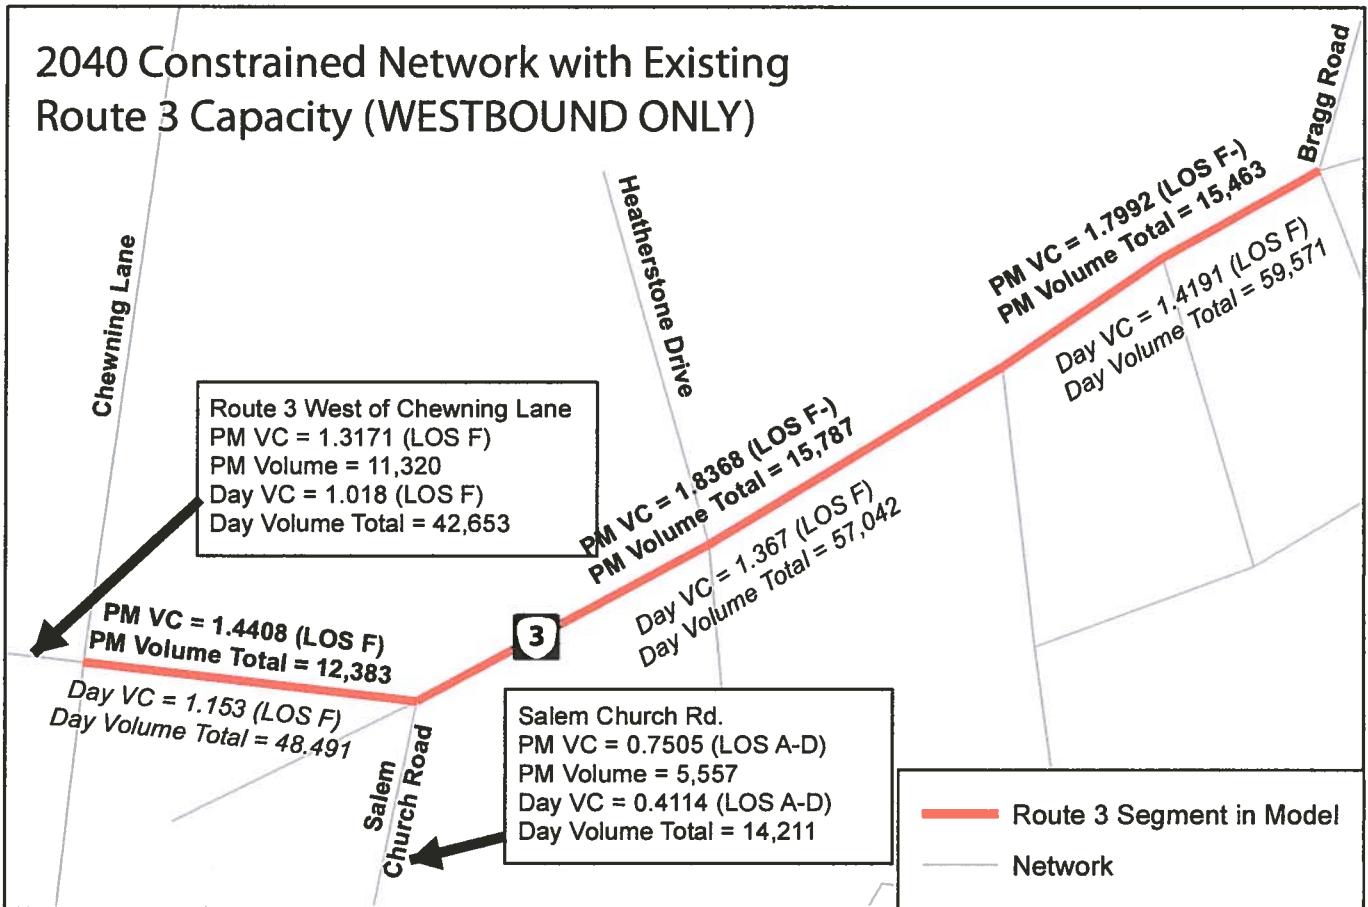 2040 Constrained Network with Existing
Route 3 Capacity (WESTBOUND ONLY)
Bragg Road
PM VC = 1.7992 (LOS F-)
PM Volume Total = 15,463
Day VC = 1.4191 (LOS F)
Day Volume Total = 59,571
Heatherstone Drive
Chewning Lane
Route 3 West of Chewning Lane
PM VC = 1.3171 (LOS F)
PM Volume = 11,320
Day VC = 1.018 (LOS F)
Day Volume Total = 42,653
PM VC = 1.8368 (LOS F-)
PM Volume Total = 15,787
Day VC = 1.367 (LOS F)
Day Volume Total = 57,042
3
PM VC = 1.4408 (LOS F)
PM Volume Total = 12,383
Day VC = 1.153 (LOS F)
Day Volume Total = 48.491
Salem
Church Road
Salem Church Rd.
PM VC = 0.7505 (LOS A-D)
PM Volume = 5,557
Day VC = 0.4114 (LOS A-D)
Day Volume Total = 14,211
Route 3 Segment in Model
Network